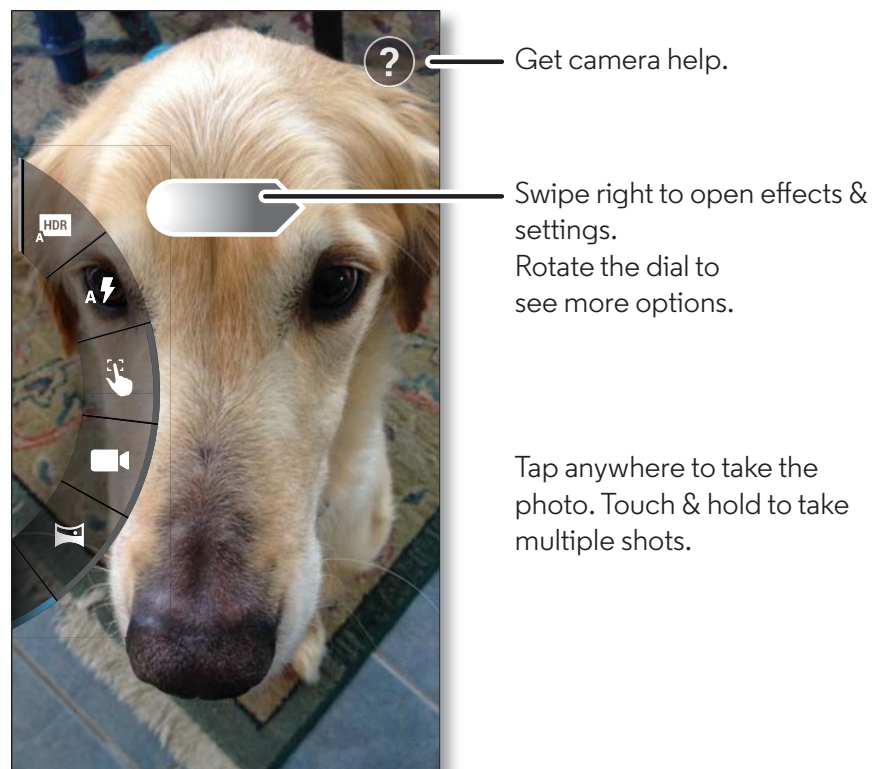 ?
Get camera help.
Swipe right to open effects &
settings.
Rotate the dial to
see more options.
HDR
A
A
Tap anywhere to take the
photo. Touch & hold to take
multiple shots.